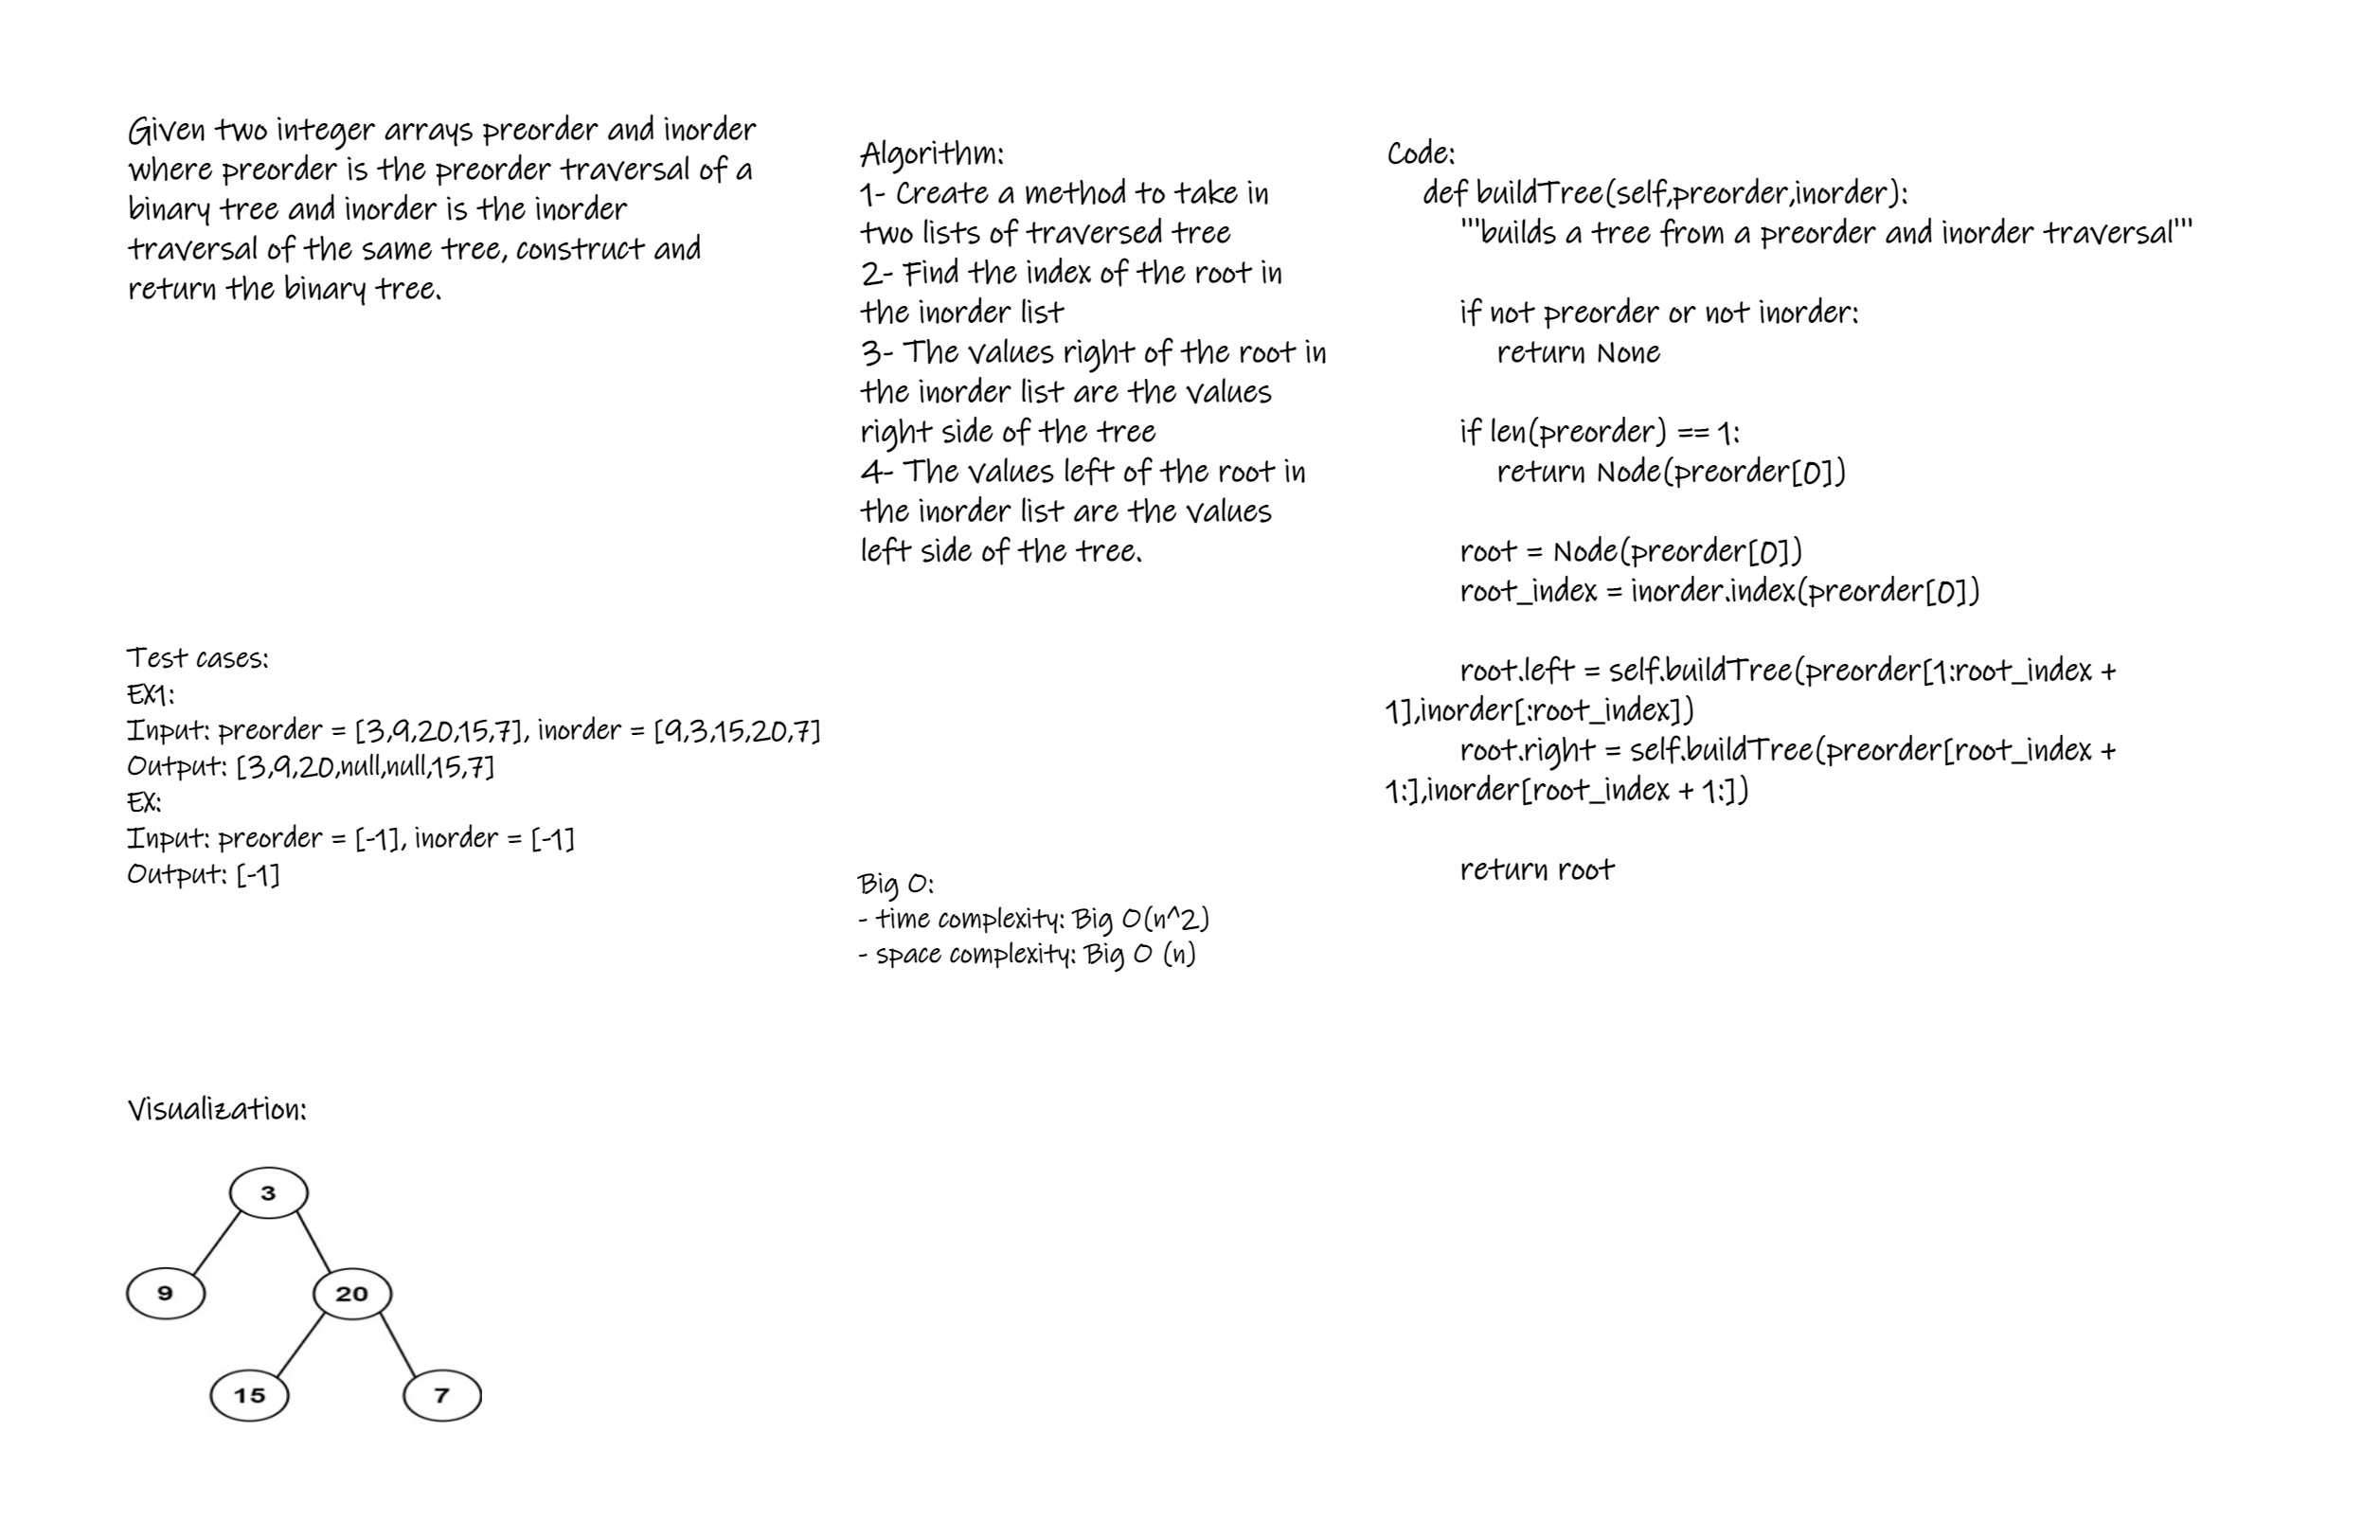 Given two integer arrays preorder and inorder
where preorder is the preorder traversal of a
binary tree and inorder is the inorder
traversal of the same tree, construct and
return the binary tree.
Test cases:
EX1:
Input: preorder = [3,9,20,15,7], inorder = [9,3,15,20,7]
Output: [3,9,20,null,null,15,7]
EX:
Input: preorder = [-1], inorder = [-1]
Output: [-1]
Visualization:
3
9
20
15
7
Algorithm:
1- Create a method to take in
two lists of traversed tree
2- Find the index of the root in
the inorder list
3- The values right of the root in
the inorder list are the values
right side of the tree
4- The values left of the root in
the inorder list are the values
left side of the tree.
Big O:
- time complexity: Big O(n^2)
- space complexity: Big O (n)
Code:
def buildTree(self,preorder,inorder):
"""builds a tree from a preorder and inorder traversal"""
if not preorder or not inorder:
return None
if len(preorder) == 1:
return Node(preorder[0])
root = Node(preorder[0])
root_index = inorder.index(preorder[0])
root.left = self.buildTree(preorder[1:root_index +
1],inorder[:root_index])
root.right = self.buildTree(preorder[root_index +
1:],inorder[root_index + 1:])
return root